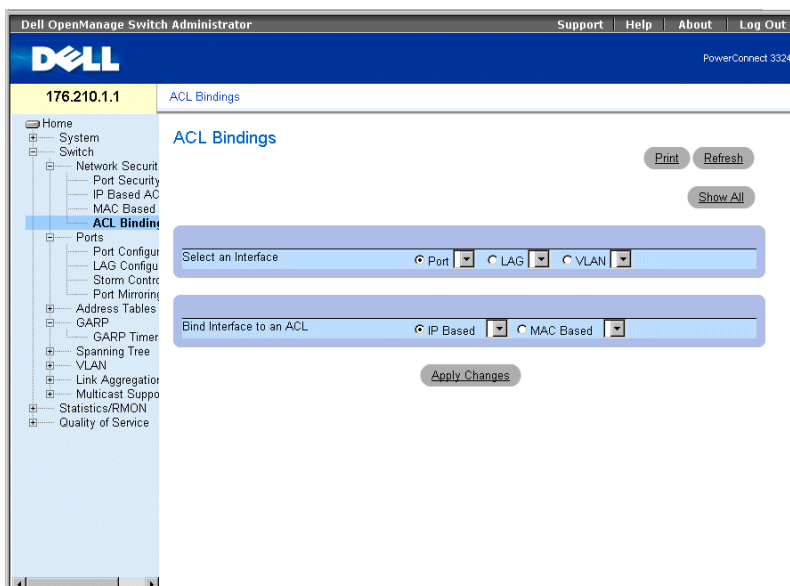 Dell OpenManage Switch Administrator
Support | Help | About | Log Out
DELL
PowerConnect 3324
176.210.1.1
ACL Bindings
Home
System
Switch
Network Securit
Port Security
IP Based AC
MAC Based
ACL Binding
Ports
Port Configur
LAG Configu
Storm Contro
Port Mirroring
Address Tables
GARP
GARP Timer
Spanning Tree
VLAN
Link Aggregation
Multicast Suppo
Statistics/RMON
Quality of Service
ACL Bindings
Print
Refresh
Show All
Select an Interface
Port
LAG
VLAN
Bind Interface to an ACL
IP Based
MAC Based
Apply Changes